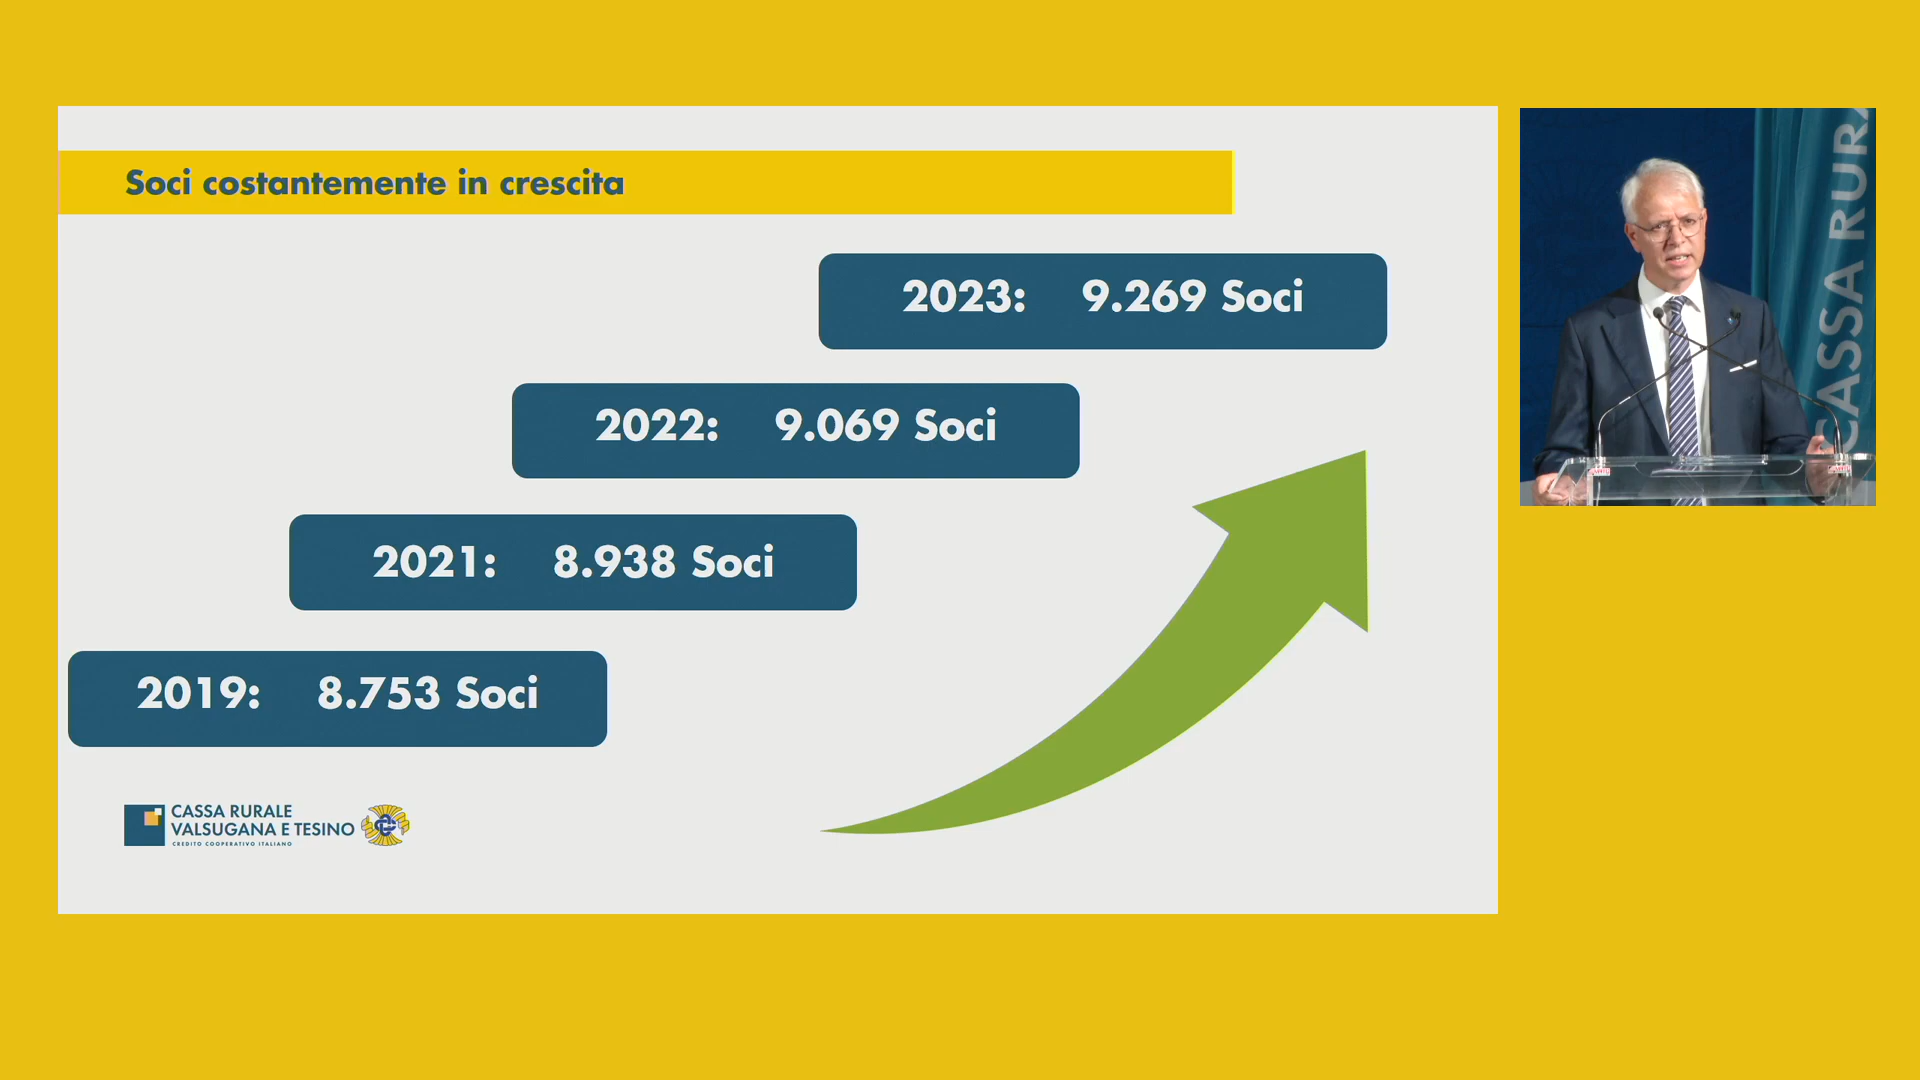 Soci costantemente in crescita
2023: 9.269 Soci
2022: 9.069 Soci
2021: 8.938 Soci
2019: 8.753 Soci
CASSA RURALE
VALSUGANA E TESINO
CREDITO COOPERATIVO ITALIANO
CASSA RURA